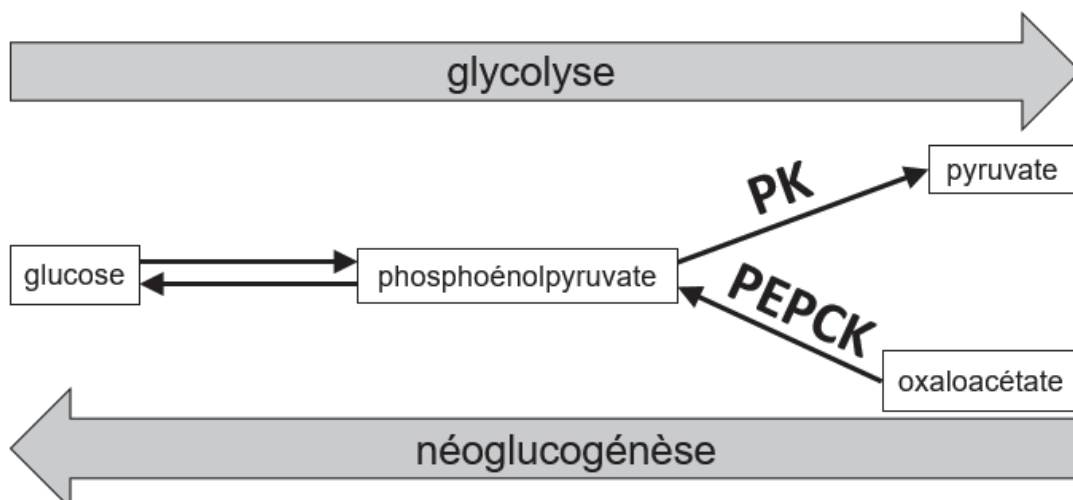 glycolyse
PK
pyruvate
glucose
phosphoénolpyruvate
PEPCK
oxaloacétate
néoglucogénèse